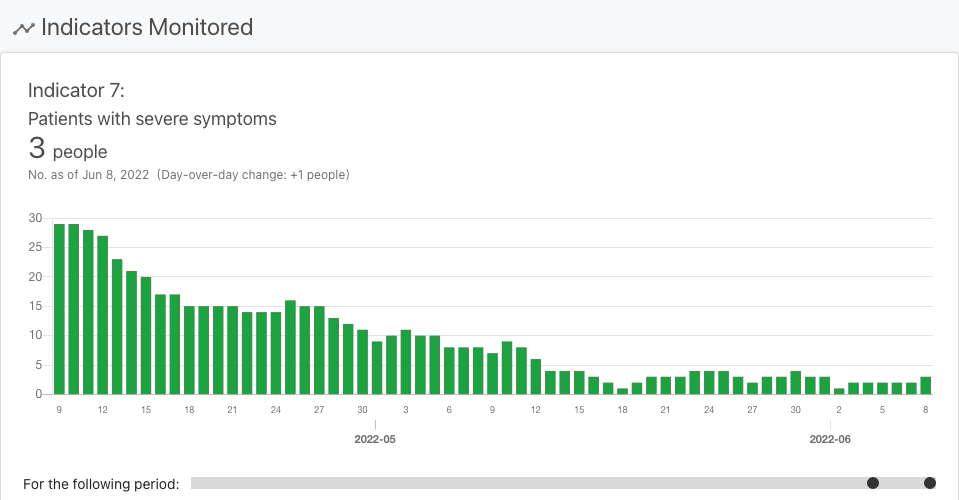 Indicators Monitored
Indicator 7:
Patients with severe symptoms
3 people
No. as of Jun 8, 2022 (Day-over-day change: +1 people)
30
25
20
15
10
5
0
9 12 15 18 21 24 27 30 3 6 9 12 15 18 21 24 27 30 2 5 8
2022-05 2022-06
For the following period: